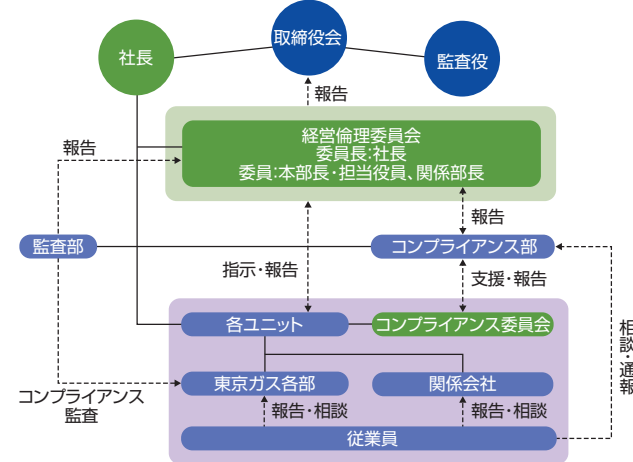 社長
取締役会
監査役
報告
経営倫理委員会
委員長:社長
委員:本部長・担当役員、関係部長
報告
報告
監査部
コンプライアンス部
指示・報告
支援・報告
各ユニット
コンプライアンス委員会
相談・通報
東京ガス各部
関係会社
コンプライアンス
監査
報告・相談
報告・相談
従業員